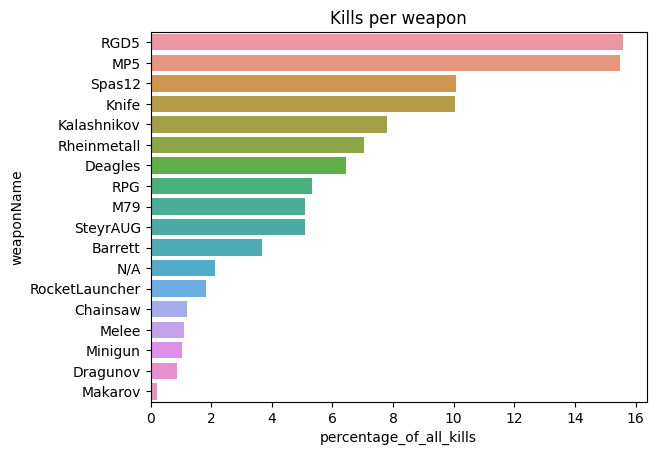 Kills per weapon
weaponName
RGD5
MP5
Spas12
Knife
Kalashnikov
Rheinmetall
Deagles
RPG
M79
SteyrAUG
Barrett
N/A
RocketLauncher
Chainsaw
Melee
Minigun
Dragunov
Makarov
0 2 4 6 8 10 12 14 16
percentage_of_all_kills